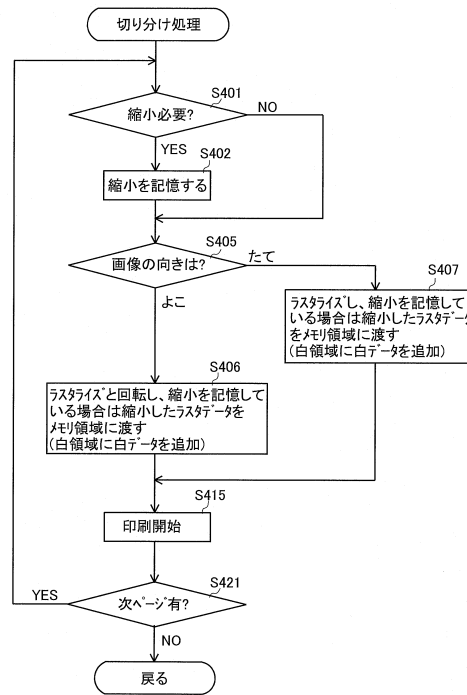 切り分け処理
S401
縮小必要?
NO
YES
S402
縮小を記憶する
S405
画像の向きは?
たて
よこ
S407
ﾗｽﾀﾗｲｽﾞし、縮小を記憶して
いる場合は縮小したﾗｽﾀﾃﾞｰﾀ
をﾒﾓﾘ領域に渡す
(白領域に白ﾃﾞｰﾀを追加)
S406
ﾗｽﾀﾗｲｽﾞと回転し、縮小を記憶して
いる場合は縮小したﾗｽﾀﾃﾞｰﾀを
ﾒﾓﾘ領域に渡す
(白領域に白ﾃﾞｰﾀを追加)
S415
印刷開始
S421
YES
次ﾍﾟｰｼﾞ有?
NO
戻る